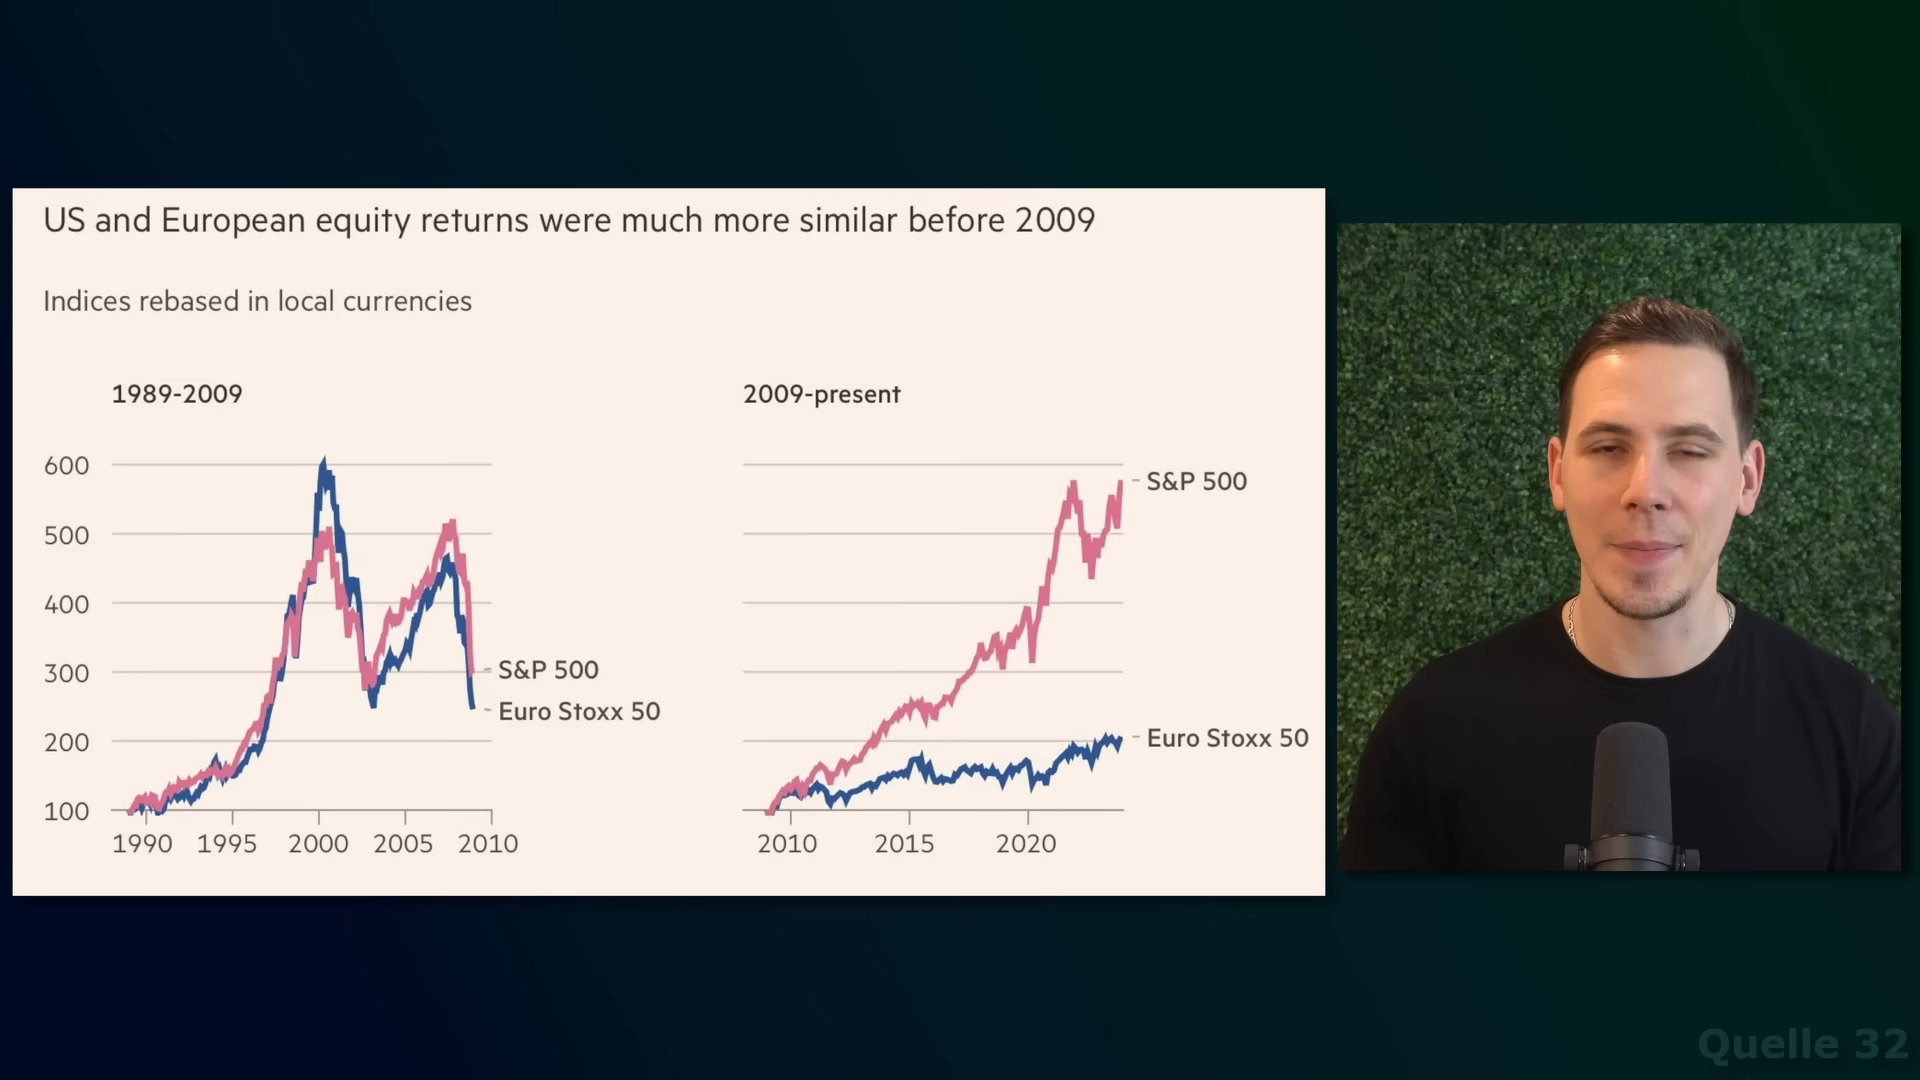 US and European equity returns were much more similar before 2009
Indices rebased in local currencies
1989-2009
600
500
400
300
200
100
1990 1995 2000 2005 2010
S&P 500
Euro Stoxx 50
2009-present
2010 2015 2020
S&P 500
Euro Stoxx 50
Quelle 32